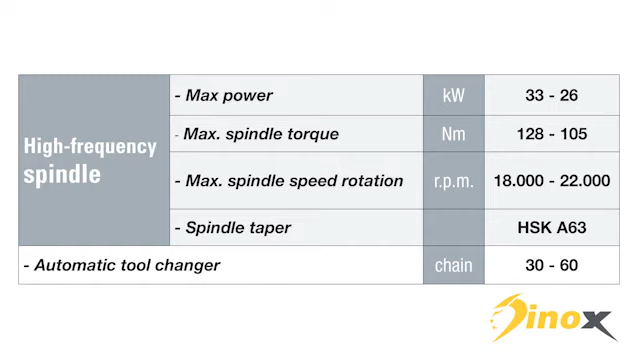 High-frequency
spindle
- Max power kW 33 - 26
- Max. spindle torque Nm 128 - 105
- Max. spindle speed rotation r.p.m. 18.000 - 22.000
- Spindle taper HSK A63
- Automatic tool changer chain 30 - 60
Dinox